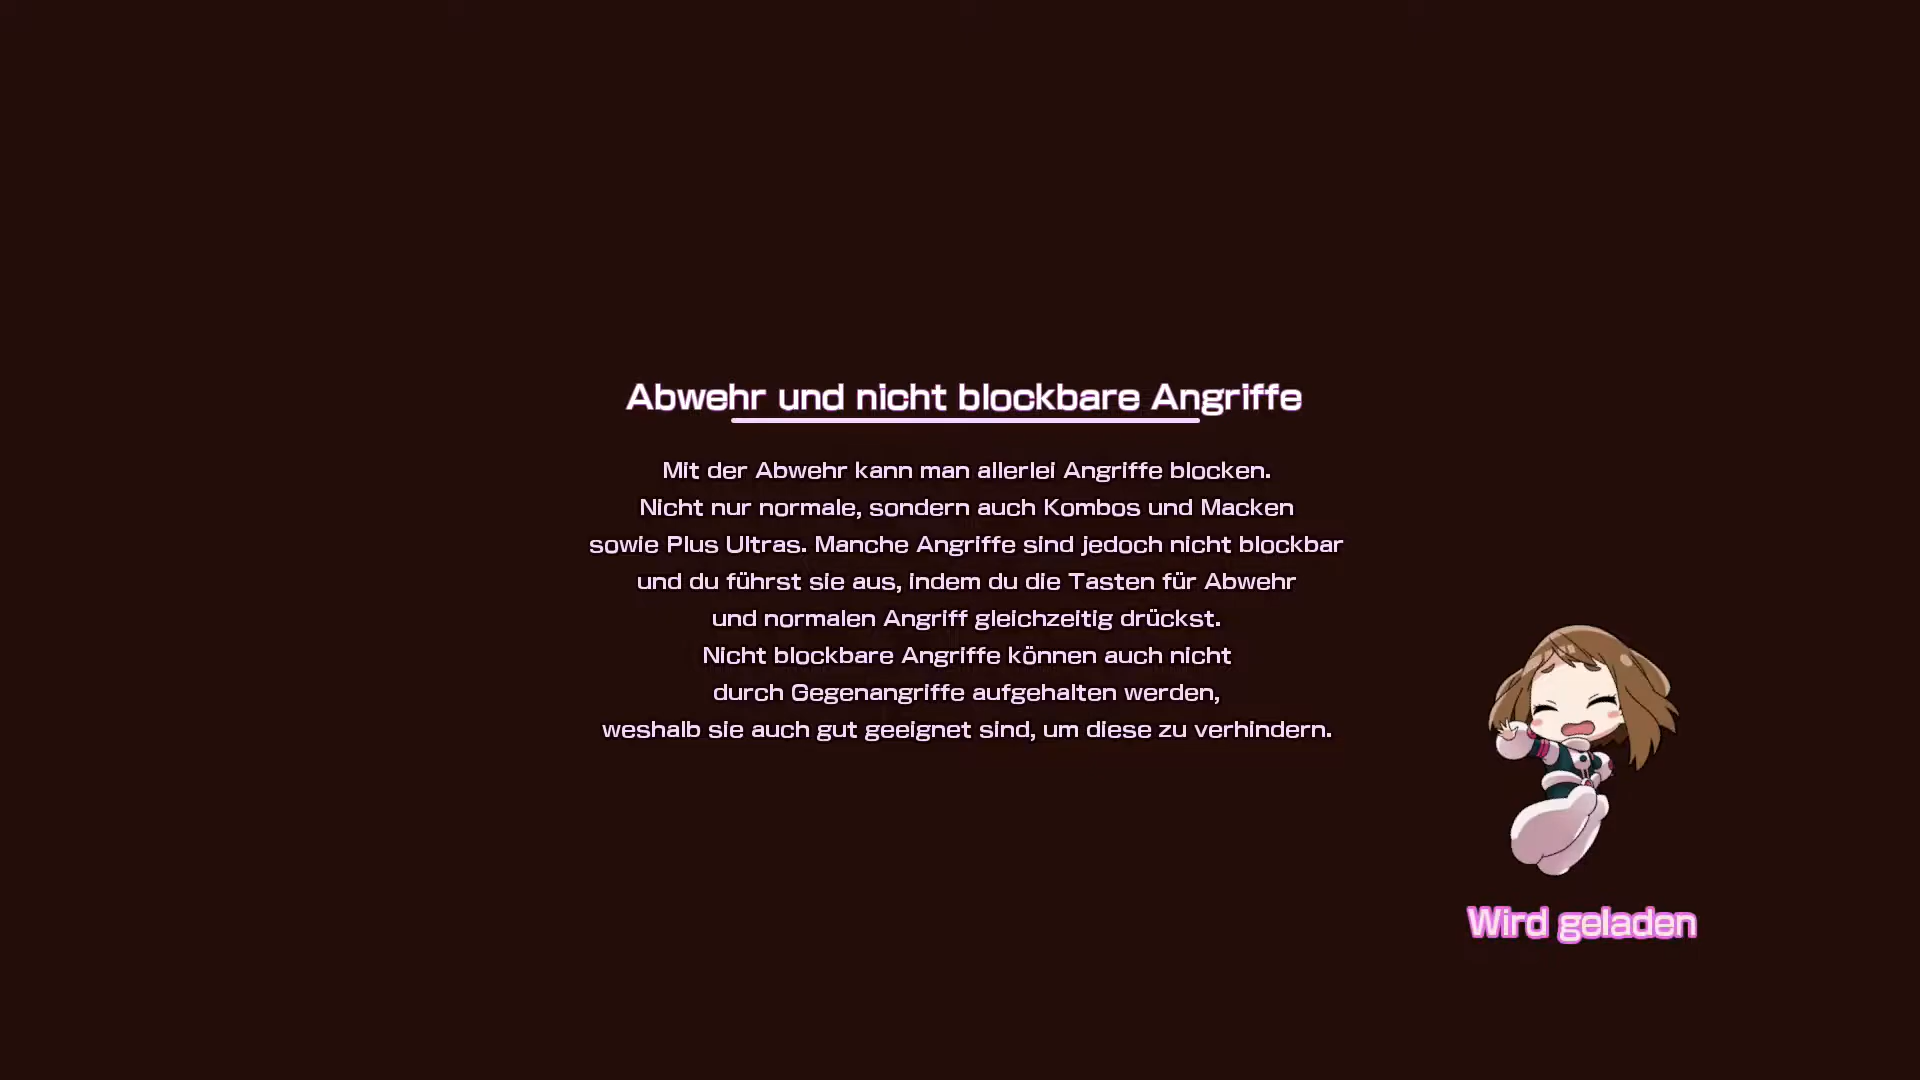 Abwehr und nicht blockbare Angriffe
Mit der Abwehr kann man allerlei Angriffe blocken.
Nicht nur normale, sondern auch Kombos und Macken
sowie Plus Ultras. Manche Angriffe sind jedoch nicht blockbar
und du führst sie aus, indem du die Tasten für Abwehr
und normalen Angriff gleichzeitig drückst.
Nicht blockbare Angriffe können auch nicht
durch Gegenangriffe aufgehalten werden,
weshalb sie auch gut geeignet sind, um diese zu verhindern.
Wird geladen